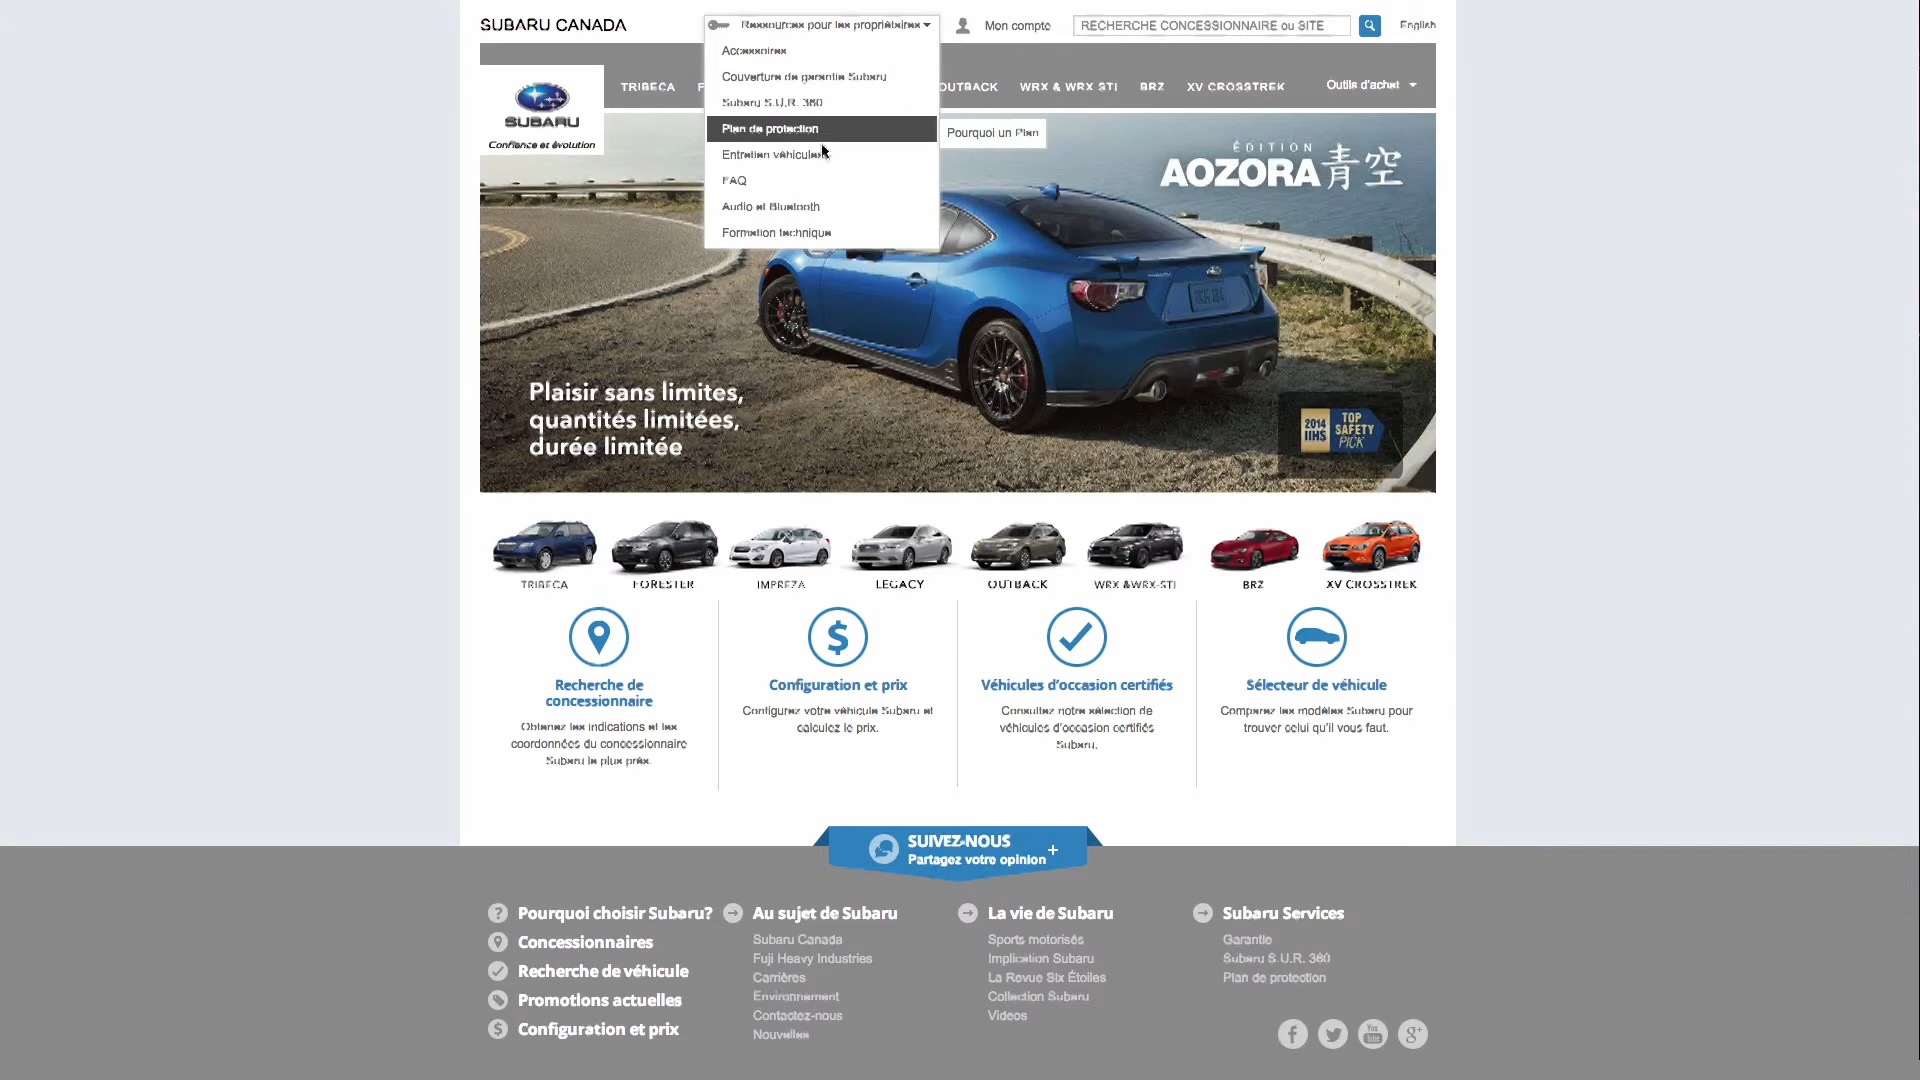 SUBARU CANADA
Ressources pour les propriétaires
Mon compte
RECHERCHE CONCESSIONNAIRE ou SITE
English
Accessoires
Couverture de garantie Subaru
Subaru S.U.R. 360
Plan de protection
Pourquoi un Plan
Entretien véhicule
FAQ
Audio et Bluetooth
Formation technique
SUBARU
Confiance et évolution
TRIBECA
F
OUTBACK
WRX & WRX STI
BRZ
XV CROSSTREK
Outils d'achat
ÉDITION
AOZORA 青空
Plaisir sans limites,
quantités limitées,
durée limitée
2014
IIHS
TOP
SAFETY
PICK
TRIBECA
FORESTER
IMPREZA
LEGACY
OUTBACK
WRX & WRX-STI
BRZ
XV CROSSTREK
Recherche de
concessionnaire
Obtenez les indications et les
coordonnées du concessionnaire
Subaru le plus près.
Configuration et prix
Configurez votre véhicule Subaru et
calculez le prix.
Véhicules d'occasion certifiés
Consultez notre sélection de
véhicules d'occasion certifiés
Subaru.
Sélecteur de véhicule
Comparez les modèles Subaru pour
trouver celui qu'il vous faut.
SUIVEZ-NOUS
Partagez votre opinion +
Pourquoi choisir Subaru?
Concessionnaires
Recherche de véhicule
Promotions actuelles
Configuration et prix
Au sujet de Subaru
Subaru Canada
Fuji Heavy Industries
Carrières
Environnement
Contactez-nous
Nouvelles
La vie de Subaru
Sports motorisés
Implication Subaru
La Revue Six Étoiles
Collection Subaru
Videos
Subaru Services
Garantie
Subaru S.U.R. 360
Plan de protection